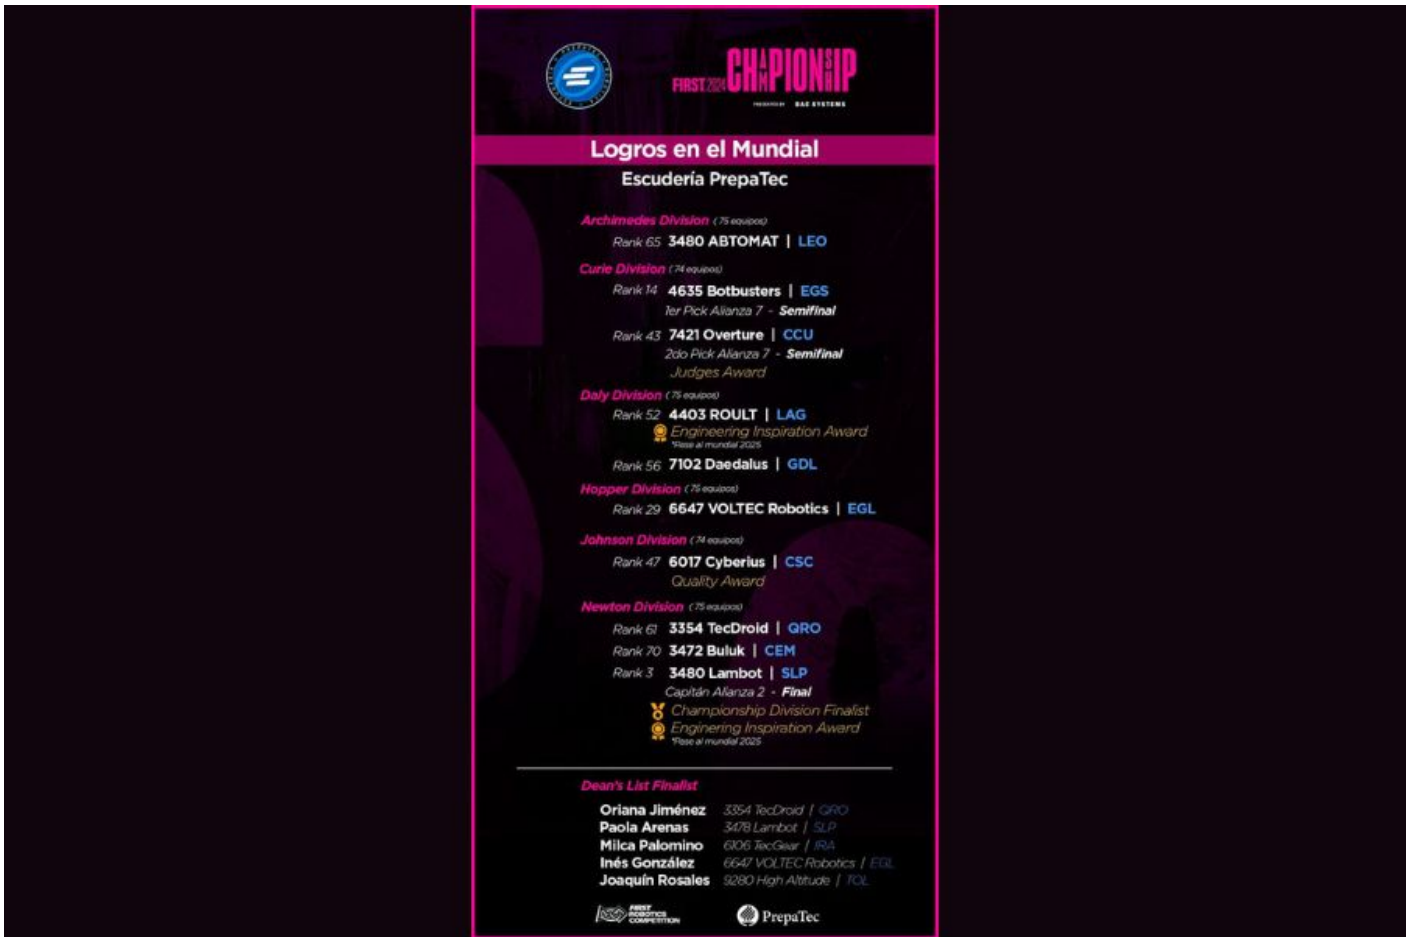 FIRST 2024 CHAMPIONSHIP
PRESENTED BY BAE SYSTEMS
Logros en el Mundial
Escudería PrepaTec
Archimedes Division (75 equipos)
Rank 65 3480 ABTOMAT | LEO
Curie Division (74 equipos)
Rank 14 4635 Botbusters | EGS
1er Pick Alianza 7 - Semifinal
Rank 43 7421 Overture | CCU
2do Pick Alianza 7 - Semifinal
Judges Award
Daly Division (75 equipos)
Rank 52 4403 ROULT | LAG
Engineering Inspiration Award
*Pase al mundial 2025
Rank 56 7102 Daedalus | GDL
Hopper Division (75 equipos)
Rank 29 6647 VOLTEC Robotics | EGL
Johnson Division (74 equipos)
Rank 47 6017 Cyberius | CSC
Quality Award
Newton Division (75 equipos)
Rank 61 3354 TecDroid | QRO
Rank 70 3472 Buluk | CEM
Rank 3 3480 Lambot | SLP
Capitán Alianza 2 - Final
Championship Division Finalist
Enginering Inspiration Award
*Pase al mundial 2025
Dean's List Finalist
Oriana Jiménez 3354 TecDroid | QRO
Paola Arenas 3478 Lambot | SLP
Milca Palomino 6106 TecGear | IRA
Inés González 6647 VOLTEC Robotics | EGL
Joaquín Rosales 9280 High Altitude | TOL
FIRST ROBOTICS COMPETITION
PrepaTec